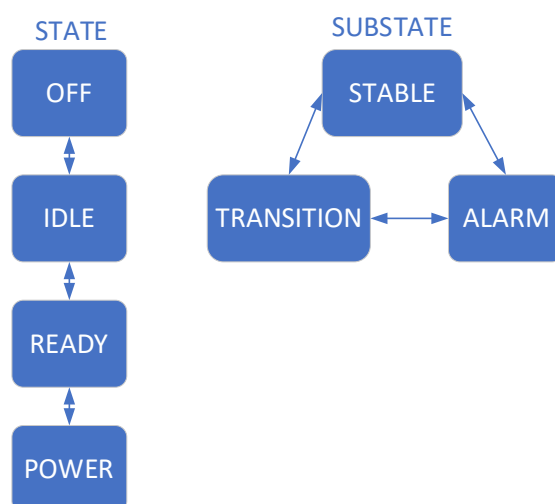 STATE
OFF
IDLE
READY
POWER
SUBSTATE
STABLE
TRANSITION
ALARM